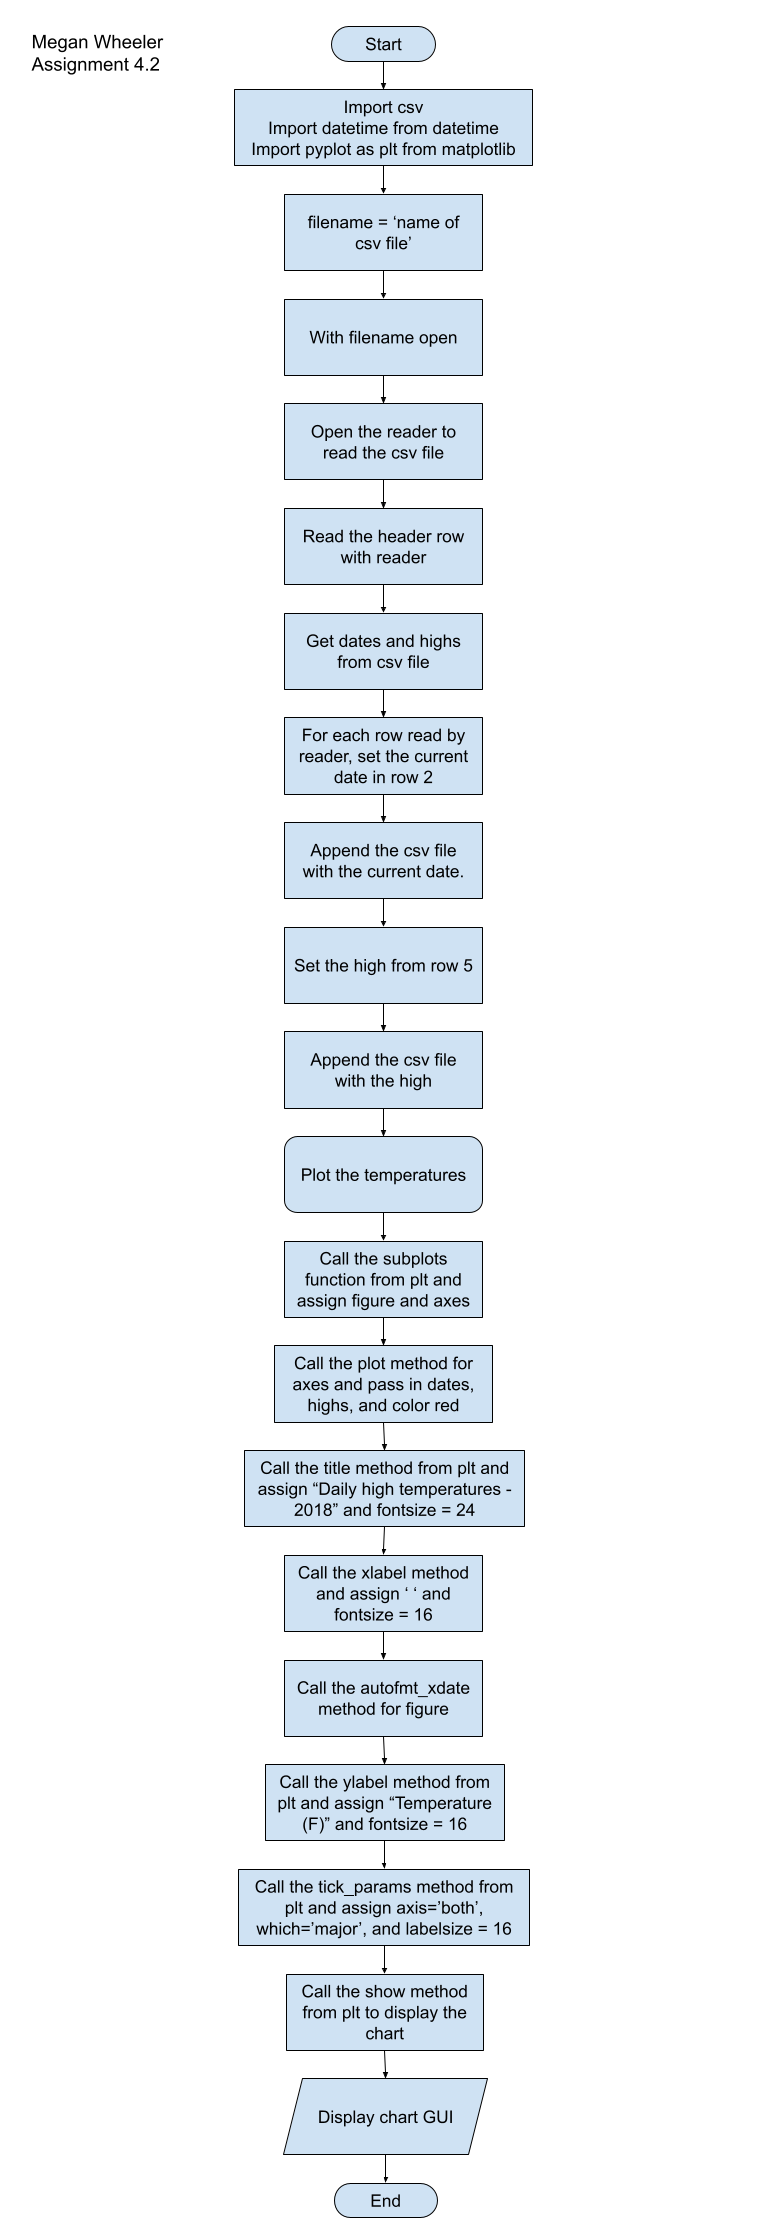 Megan Wheeler
Assignment 4.2
Start
Import csv
Import datetime from datetime
Import pyplot as plt from matplotlib
filename = ‘name of
csv file’
With filename open
Open the reader to
read the csv file
Read the header row
with reader
Get dates and highs
from csv file
For each row read by
reader, set the current
date in row 2
Append the csv file
with the current date.
Set the high from row 5
Append the csv file
with the high
Plot the temperatures
Call the subplots
function from plt and
assign figure and axes
Call the plot method for
axes and pass in dates,
highs, and color red
Call the title method from plt and
assign “Daily high temperatures -
2018” and fontsize = 24
Call the xlabel method
and assign ‘ ‘ and
fontsize = 16
Call the autofmt_xdate
method for figure
Call the ylabel method from
plt and assign “Temperature
(F)” and fontsize = 16
Call the tick_params method from
plt and assign axis=’both’,
which=’major’, and labelsize = 16
Call the show method
from plt to display the
chart
Display chart GUI
End